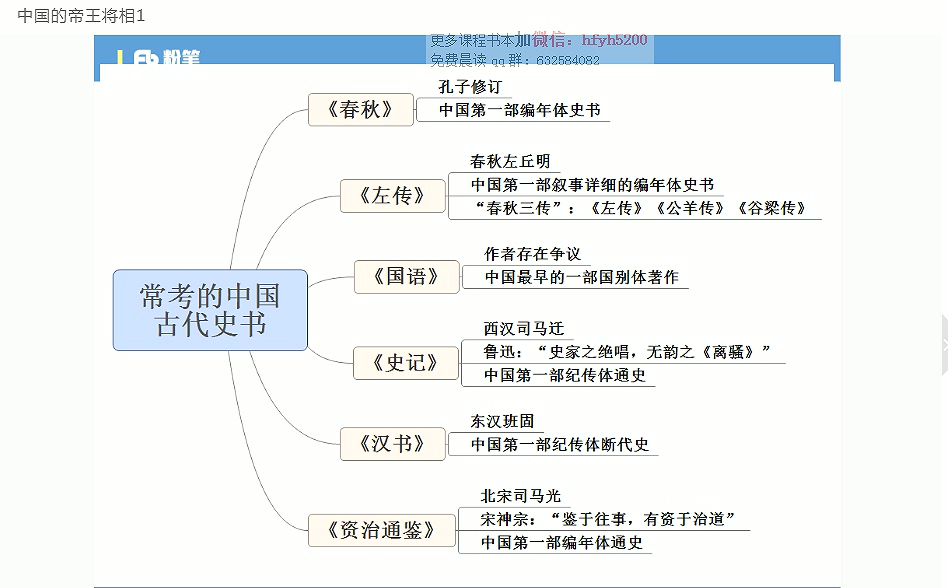 中国的帝王将相1
更多课程书本加微信：hfyh5200
免费晨读 qq 群：632584082
粉笔
常考的中国
古代史书
《春秋》
孔子修订
中国第一部编年体史书
《左传》
春秋左丘明
中国第一部叙事详细的编年体史书
“春秋三传”：《左传》《公羊传》《谷梁传》
《国语》
作者存在争议
中国最早的一部国别体著作
《史记》
西汉司马迁
鲁迅：“史家之绝唱，无韵之《离骚》”
中国第一部纪传体通史
《汉书》
东汉班固
中国第一部纪传体断代史
《资治通鉴》
北宋司马光
宋神宗：“鉴于往事，有资于治道”
中国第一部编年体通史